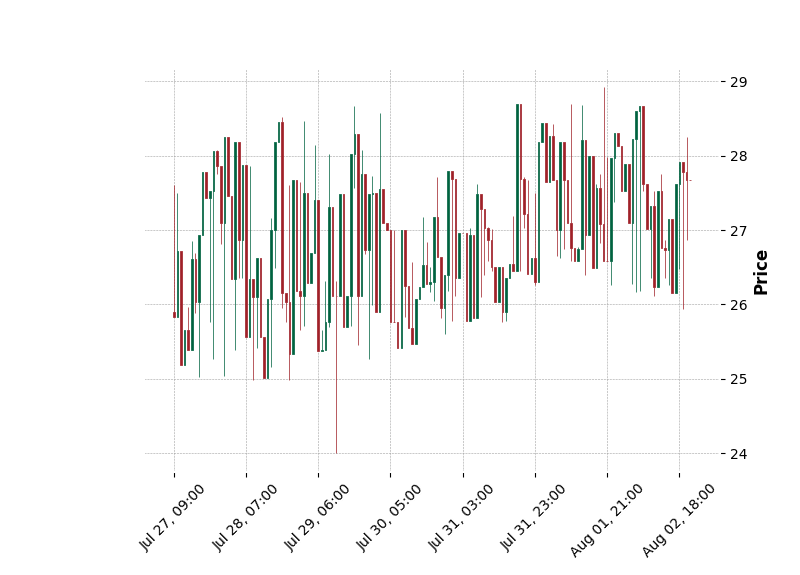 29
28
27
26
25
24
Price
Jul 27, 09:00
Jul 28, 07:00
Jul 29, 06:00
Jul 30, 05:00
Jul 31, 03:00
Jul 31, 23:00
Aug 01, 21:00
Aug 02, 18:00